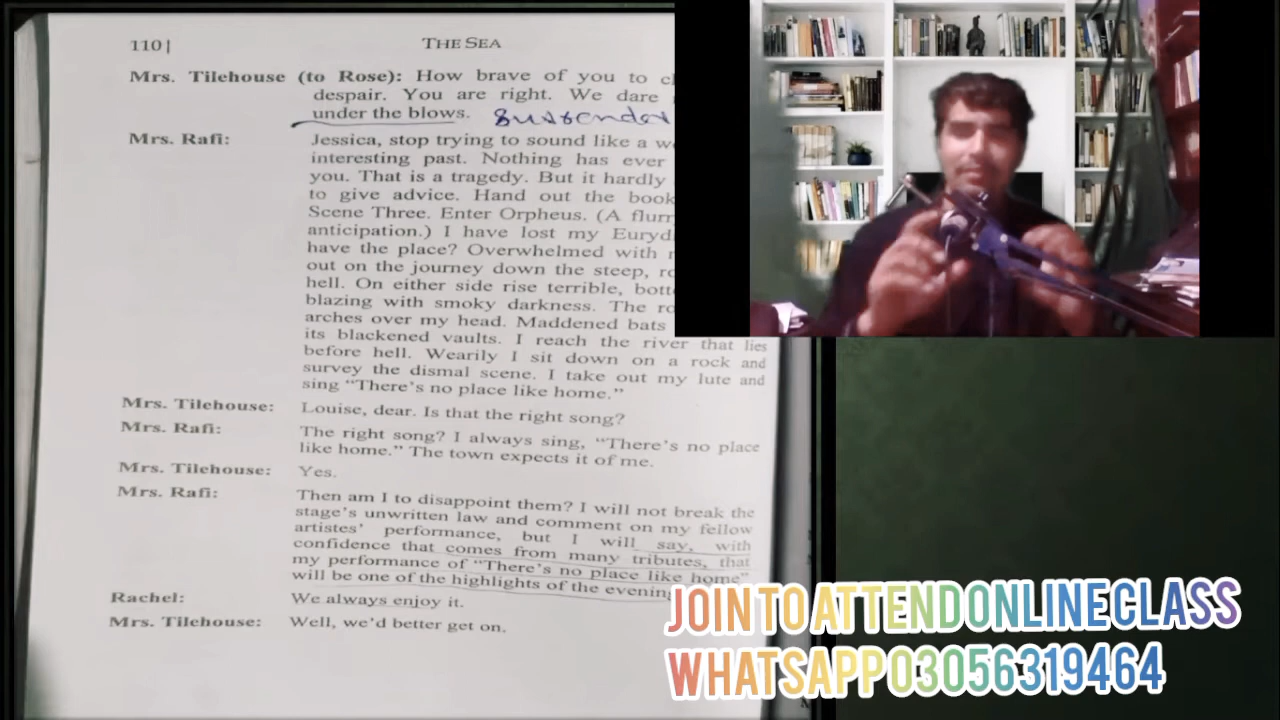 110| THE SEA
Mrs. Tilehouse (to Rose): How brave of you to
despair. You are right. We dare
under the blows. Surrender
Mrs. Rafi: Jessica, stop trying to sound like a
interesting past. Nothing has ever
you. That is a tragedy. But it hardly
to give advice. Hand out the book
Scene Three. Enter Orpheus. (A
anticipation.) I have lost my
have the place? Overwhelmed with
out on the journey down the steep,
hell. On either side rise terrible,
blazing with smoky darkness. The
arches over my head. Maddened bats
its blackened vaults. I reach the river that lies
before hell. Wearily I sit down on a rock and
survey the dismal scene. I take out my lute and
sing “There’s no place like home.”
Mrs. Tilehouse: Louise, dear. Is that the right song?
Mrs. Rafi: The right song? I always sing, “There’s no place
like home.” The town expects it of me.
Mrs. Tilehouse: Yes.
Mrs. Rafi: Then am I to disappoint them? I will not break the
stage’s unwritten law and comment on my fellow
artistes’ performance, but I will say, with
confidence that comes from many tributes, that
my performance of “There’s no place like home”
will be one of the highlights of the evening
Rachel: We always enjoy it.
Mrs. Tilehouse: Well, we’d better get on.
JOIN TO ATTEND ONLINE CLASS
WHATSAPP 03056319464